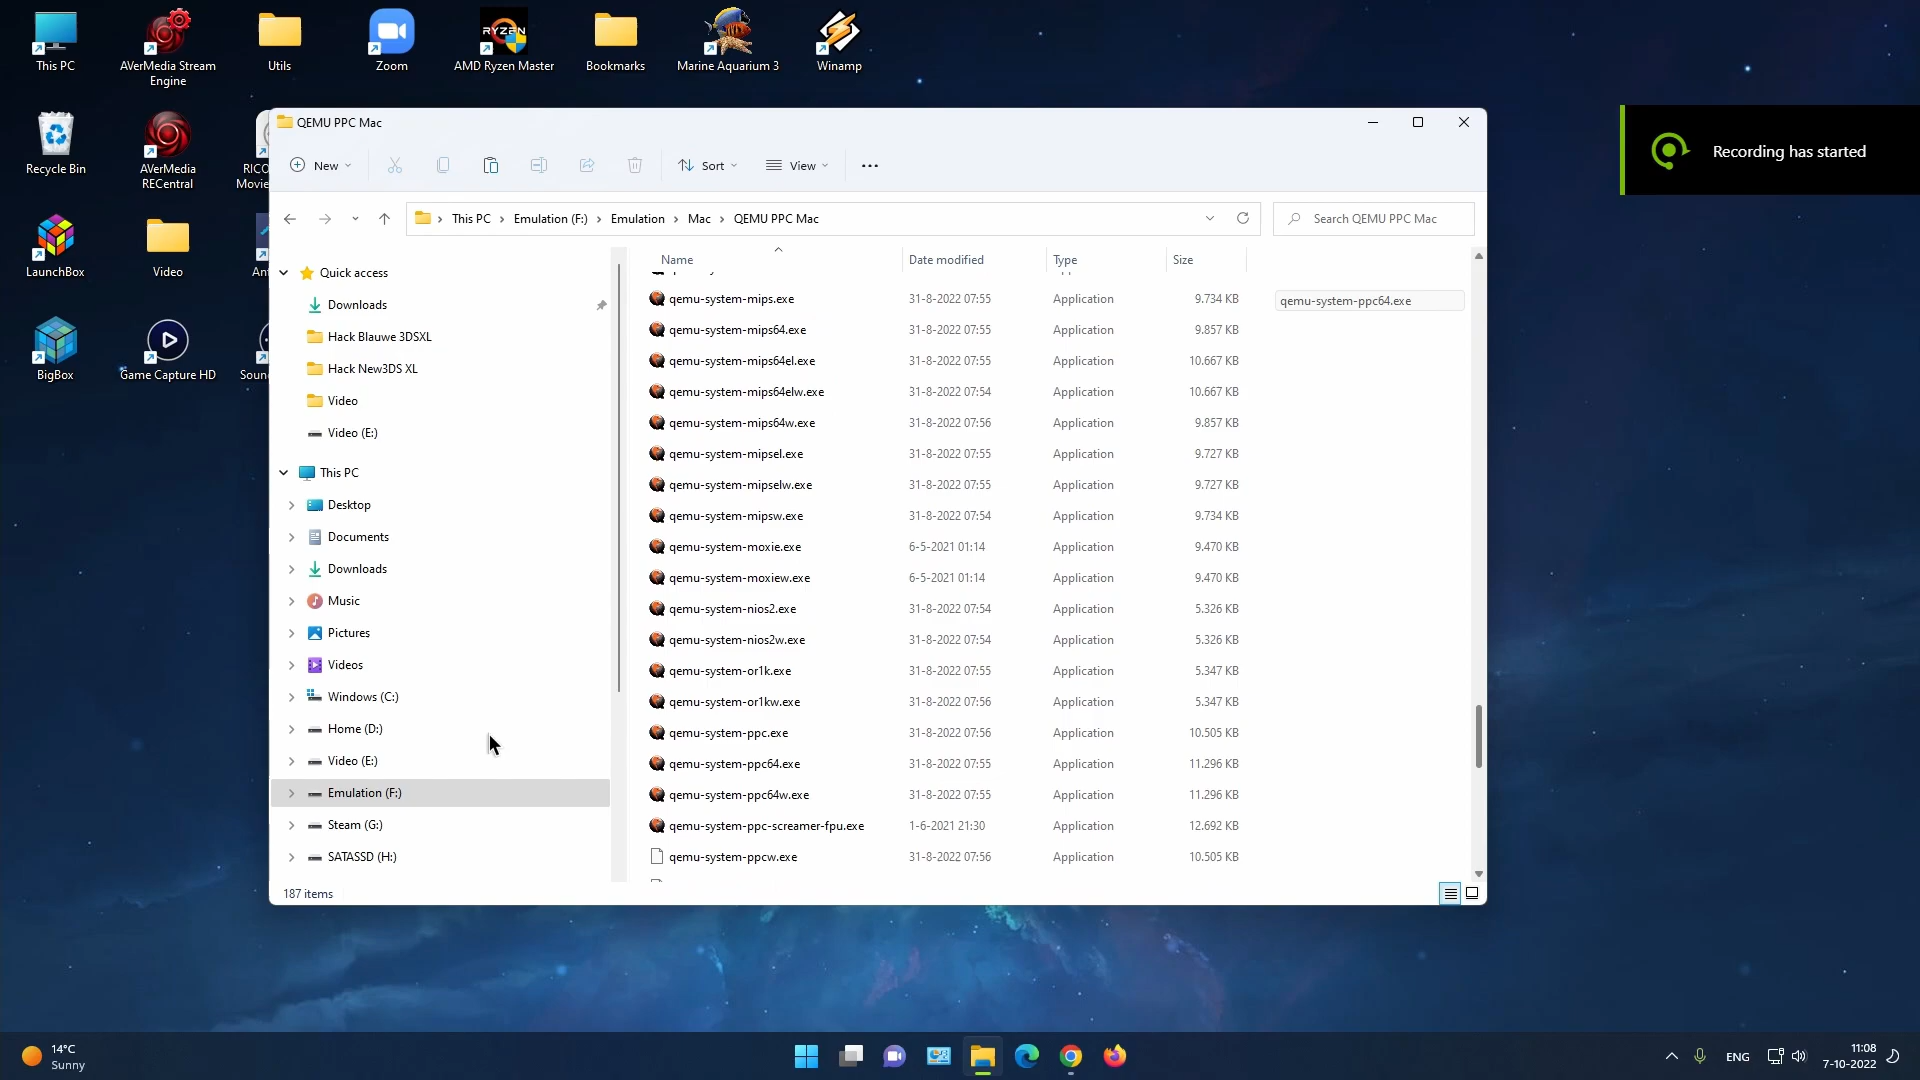 This PC
AVerMedia Stream
Engine
Utils
Zoom
RYZEN
AMD Ryzen Master
Bookmarks
Marine Aquarium 3
Winamp
Recycle Bin
AVerMedia
RECentral
RICO
Movie
LaunchBox
Video
BigBox
Game Capture HD
Soun
QEMU PPC Mac
New
Sort
View
This PC
Emulation (F:)
Emulation
Mac
QEMU PPC Mac
Search QEMU PPC Mac
Quick access
Downloads
Hack Blauwe 3DSXL
Hack New3DS XL
Video
Video (E:)
This PC
Desktop
Documents
Downloads
Music
Pictures
Videos
Windows (C:)
Home (D:)
Video (E:)
Emulation (F:)
Steam (G:)
SATASSD (H:)
Name Date modified Type Size
qemu-system-mips.exe 31-8-2022 07:55 Application 9.734 KB
qemu-system-mips64.exe 31-8-2022 07:55 Application 9.857 KB
qemu-system-mips64el.exe 31-8-2022 07:55 Application 10.667 KB
qemu-system-mips64elw.exe 31-8-2022 07:54 Application 10.667 KB
qemu-system-mips64w.exe 31-8-2022 07:56 Application 9.857 KB
qemu-system-mipsel.exe 31-8-2022 07:55 Application 9.727 KB
qemu-system-mipselw.exe 31-8-2022 07:55 Application 9.727 KB
qemu-system-mipsw.exe 31-8-2022 07:54 Application 9.734 KB
qemu-system-moxie.exe 6-5-2021 01:14 Application 9.470 KB
qemu-system-moxiew.exe 6-5-2021 01:14 Application 9.470 KB
qemu-system-nios2.exe 31-8-2022 07:54 Application 5.326 KB
qemu-system-nios2w.exe 31-8-2022 07:54 Application 5.326 KB
qemu-system-or1k.exe 31-8-2022 07:55 Application 5.347 KB
qemu-system-or1kw.exe 31-8-2022 07:56 Application 5.347 KB
qemu-system-ppc.exe 31-8-2022 07:56 Application 10.505 KB
qemu-system-ppc64.exe 31-8-2022 07:55 Application 11.296 KB
qemu-system-ppc64w.exe 31-8-2022 07:55 Application 11.296 KB
qemu-system-ppc-screamer-fpu.exe 1-6-2021 21:30 Application 12.692 KB
qemu-system-ppcw.exe 31-8-2022 07:56 Application 10.505 KB
qemu-system-ppc64.exe
187 items
Recording has started
14°C
Sunny
ENG
11:08
7-10-2022